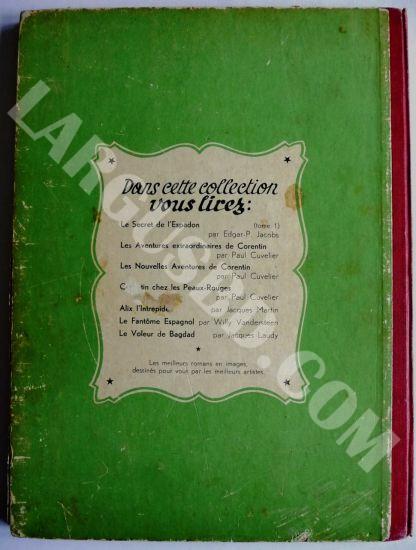 Dans cette collection
vous lirez :
Le Secret de l'Espadon (tome 1)
par Edgar-P. Jacobs
Les Aventures extraordinaires de Corentin
par Paul Cuvelier
Les Nouvelles Aventures de Corentin
par Paul Cuvelier
tin chez les Peaux-Rouges
par Paul Cuvelier
Alix l'Intrépide par Jacques Martin
Le Fantôme Espagnol par Willy Vandersteen
Le Voleur de Bagdad par Jacques Laudy
Les meilleurs romans en images,
dessinés pour vous par les meilleurs artistes.
.COM